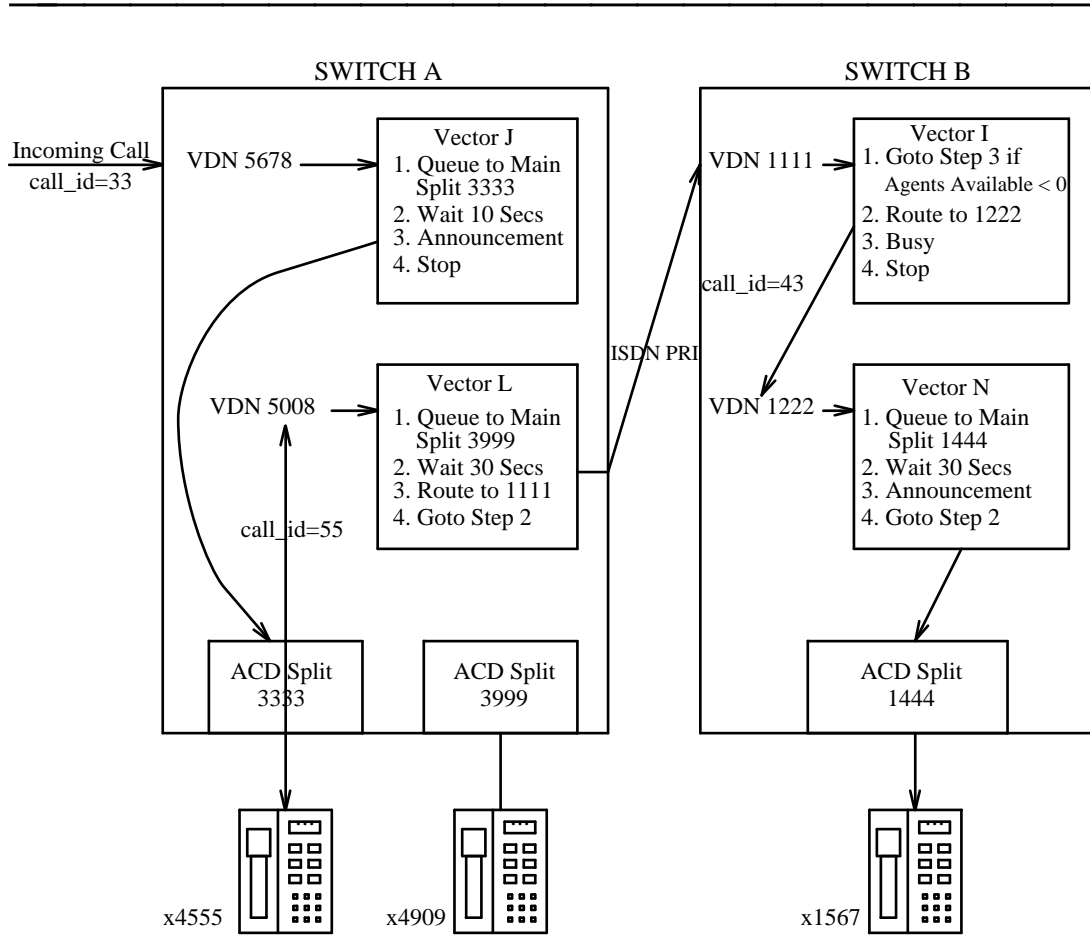 SWITCH A
SWITCH B
Incoming Call
call_id=33
VDN 5678
Vector J
1. Queue to Main
Split 3333
2. Wait 10 Secs
3. Announcement
4. Stop
VDN 1111
Vector I
1. Goto Step 3 if
Agents Available < 0
2. Route to 1222
3. Busy
4. Stop
call_id=43
ISDN PRI
VDN 5008
Vector L
1. Queue to Main
Split 3999
2. Wait 30 Secs
3. Route to 1111
4. Goto Step 2
call_id=55
VDN 1222
Vector N
1. Queue to Main
Split 1444
2. Wait 30 Secs
3. Announcement
4. Goto Step 2
ACD Split
3333
ACD Split
3999
ACD Split
1444
x4555
x4909
x1567